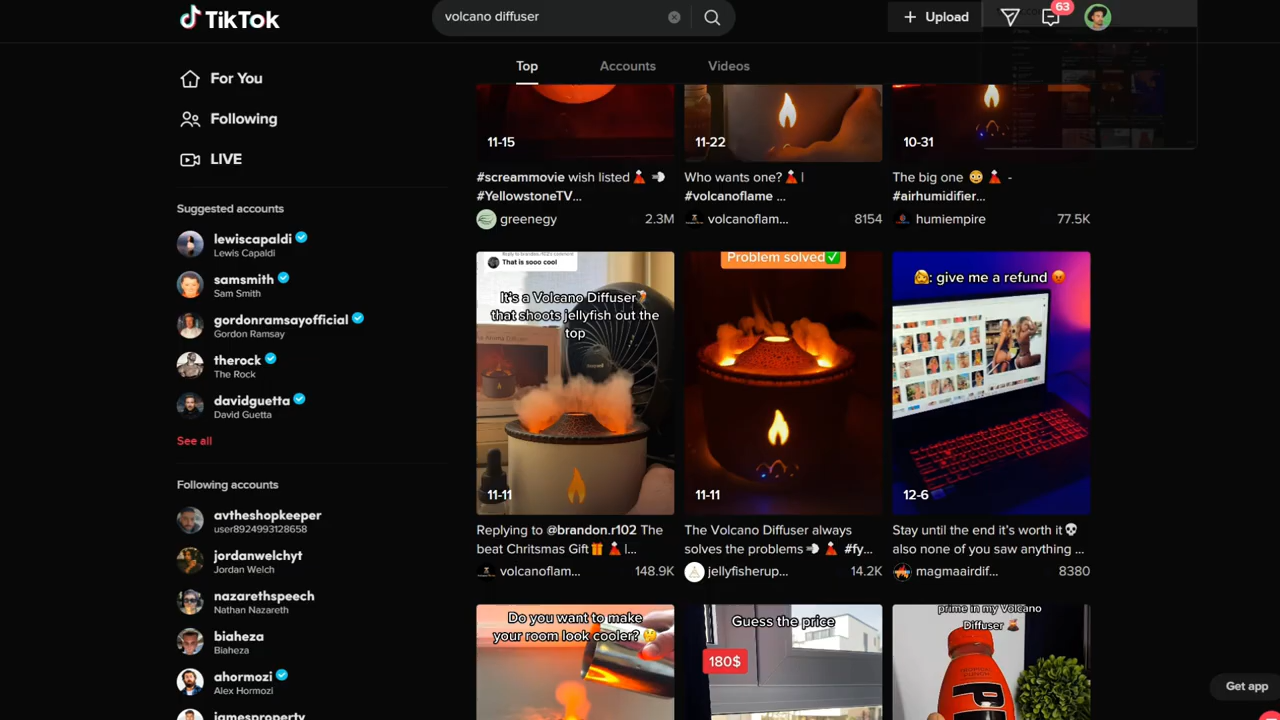 TikTok
volcano diffuser
Upload
63
For You
Following
LIVE
Suggested accounts
lewiscapaldi
Lewis Capaldi
samsmith
Sam Smith
gordonramsayofficial
Gordon Ramsay
therock
The Rock
davidguetta
David Guetta
See all
Following accounts
avtheshopkeeper
user8924993128658
jordanwelchyt
Jordan Welch
nazarethspeech
Nathan Nazareth
biaheza
Biaheza
ahormozi
Alex Hormozi
jamesproperty
Top Accounts Videos
11-15
#screammovie wish listed
#YellowstoneTV...
greenegy 2.3M
11-22
Who wants one? |
#volcanoflame ...
volcanoflam... 8154
10-31
The big one -
#airhumidifier...
humiempire 77.5K
That is sooo cool
It's a Volcano Diffuser
that shoots jellyfish out the
top
11-11
Replying to @brandon.r102 The
beat Chritsmas Gift |...
volcanoflam... 148.9K
Problem solved
11-11
The Volcano Diffuser always
solves the problems #fy...
jellyfisherup... 14.2K
: give me a refund
12-6
Stay until the end it's worth it
also none of you saw anything ...
magmaairdif... 8380
Do you want to make
your room look cooler?
Guess the price
180$
prime in my Volcano
Diffuser
Get app